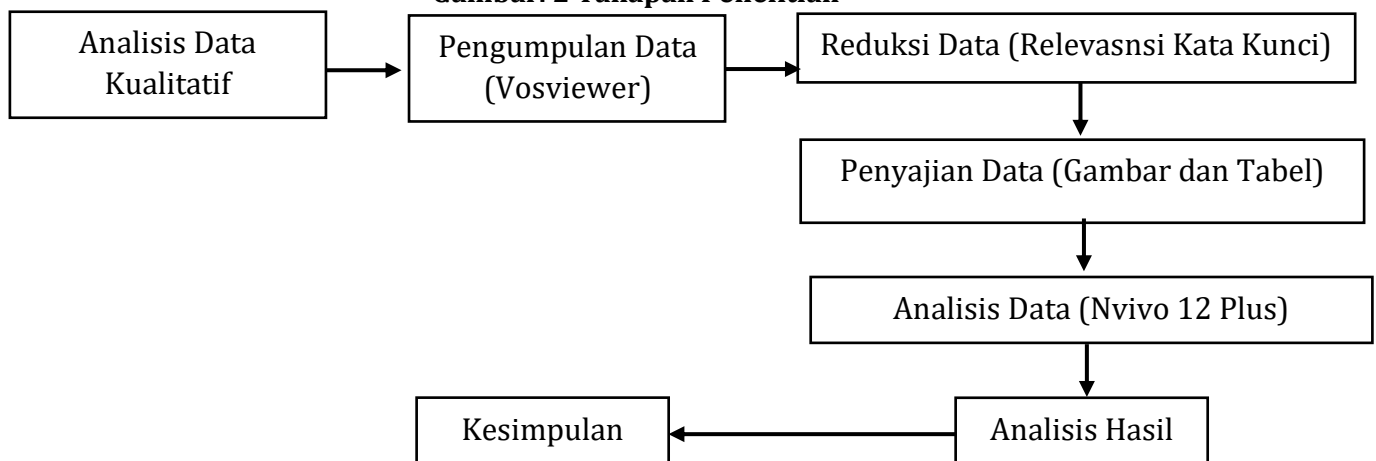 Analisis Data
Kualitatif
Pengumpulan Data
(Vosviewer)
Reduksi Data (Relevasnsi Kata Kunci)
Penyajian Data (Gambar dan Tabel)
Analisis Data (Nvivo 12 Plus)
Analisis Hasil
Kesimpulan